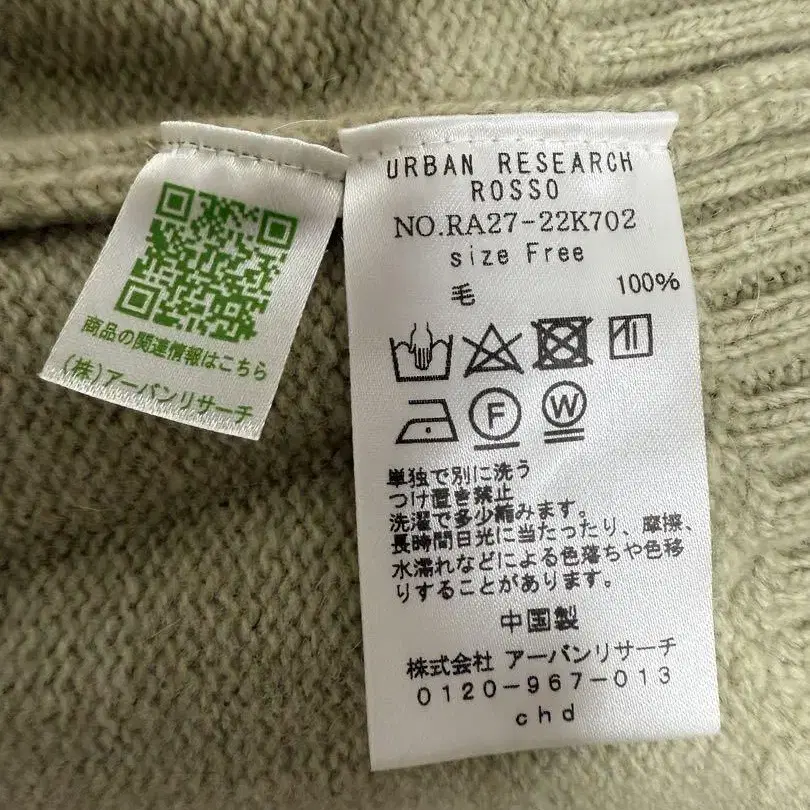 商品の関連情報はこちら
(株)アーバンリサーチ
URBAN RESEARCH
ROSSO
NO.RA27-22K702
size Free
毛 100%
F W
単独で別に洗う
つけ置き禁止
洗濯で多少縮みます。
長時間日光に当たったり、摩擦、
水濡れなどによる色落ちや色移
りすることがあります。
中国製
株式会社 アーバンリサーチ
0120-967-013
chd